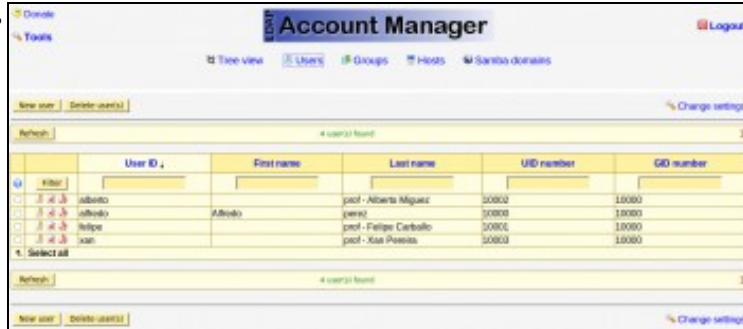 Donate
LDAP Account Manager
Logout
Tools
Tree view Users Groups Hosts Samba domains
New user Delete user(s) Change settings
Refresh 4 user(s) found 1
User ID First name Last name UID number GID number
Filter
alberto prof - Alberto Miguez 10002 10000
alfredo Alfredo perez 10000 10000
felipe prof - Felipe Carballo 10001 10000
xan prof - Xan Pereira 10003 10000
Select all
Refresh 4 user(s) found 1
New user Delete user(s) Change settings